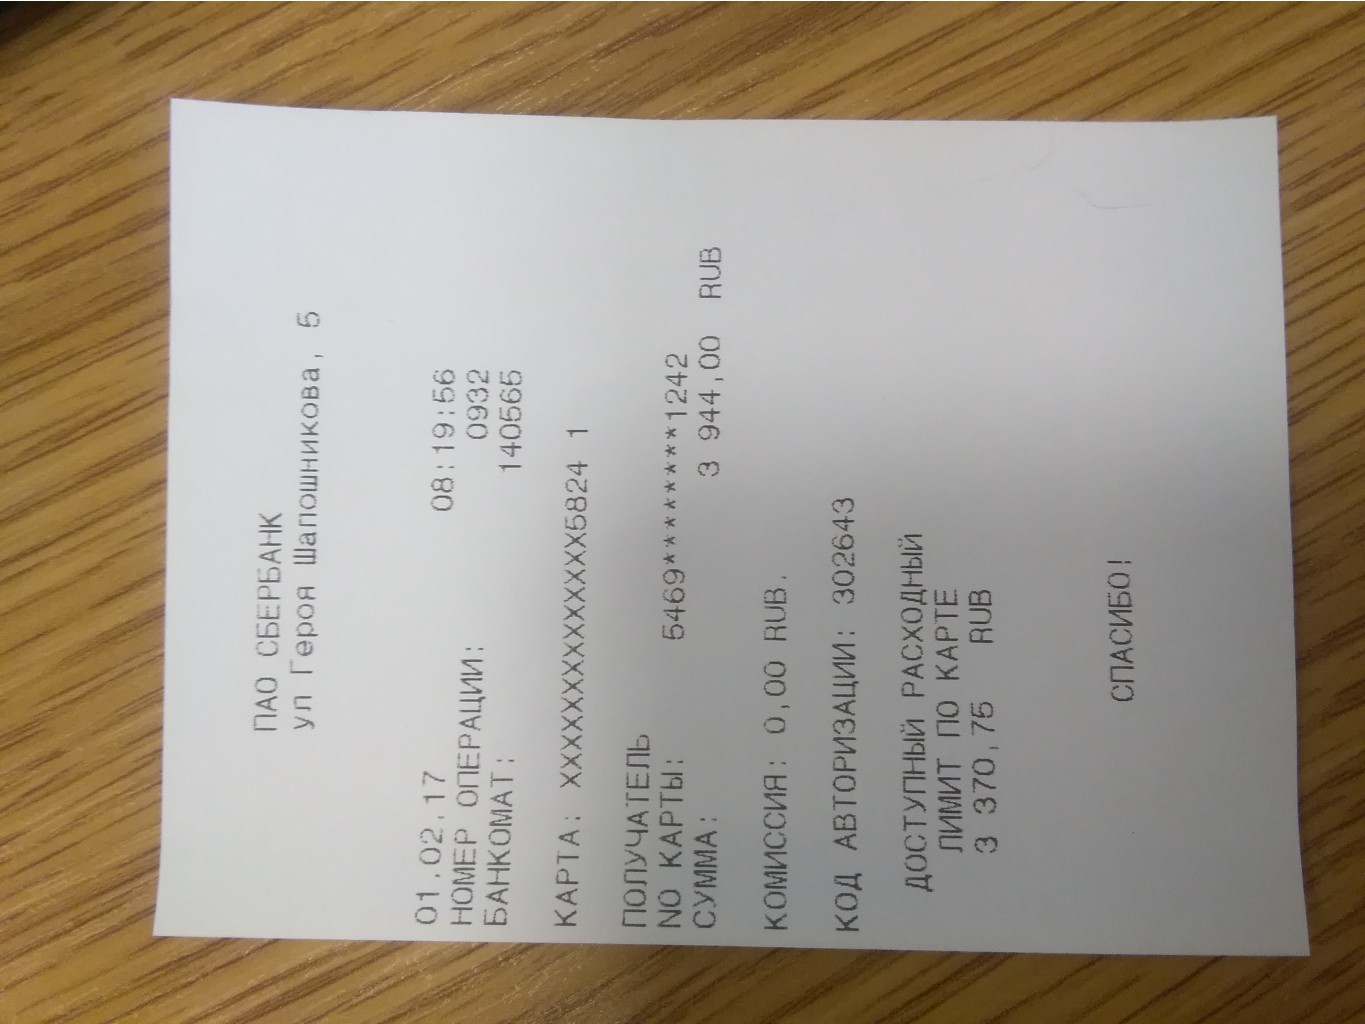 ПАО СБЕРБАНК
ул Героя Шапошникова, 5
01.02.17 08:19:56
НОМЕР ОПЕРАЦИИ: 0932
БАНКОМАТ: 140565
КАРТА: XXXXXXXXXXXXXX5824 1
ПОЛУЧАТЕЛЬ
NO КАРТЫ: 5469**********1242
СУММА: 3 944,00 RUB
КОМИССИЯ: 0,00 RUB.
КОД АВТОРИЗАЦИИ: 302643
ДОСТУПНЫЙ РАСХОДНЫЙ
ЛИМИТ ПО КАРТЕ
3 370,75 RUB
СПАСИБО!